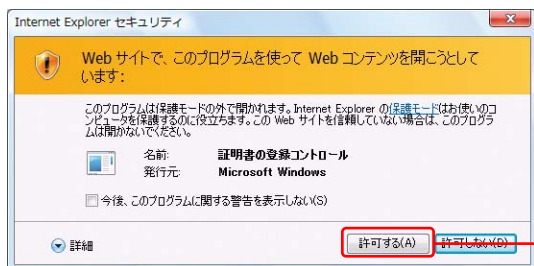 Internet Explorer セキュリティ
Web サイトで、このプログラムを使って Web コンテンツを開こうとして
います:
このプログラムは保護モードの外で開かれます。Internet Explorer の保護モードはお使いのコ
ンピュータを保護するのに役立ちます。この Web サイトを信頼していない場合は、このプログラ
ムは開かないでください。
名前: 証明書の登録コントロール
発行元: Microsoft Windows
今後、このプログラムに関する警告を表示しない(S)
詳細 許可する(A) 許可しない(D)